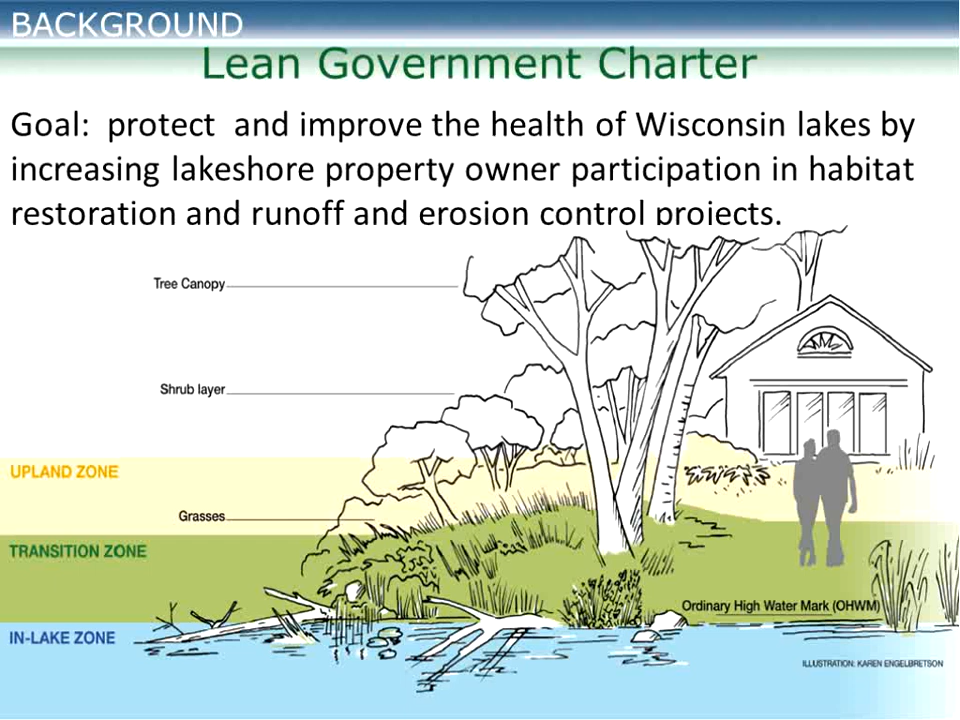 BACKGROUND
Lean Government Charter
Goal:  protect  and improve the health of Wisconsin lakes by
increasing lakeshore property owner participation in habitat
restoration and runoff and erosion control projects.
Tree Canopy
Shrub layer
UPLAND ZONE
Grasses
TRANSITION ZONE
Ordinary High Water Mark (OHWM)
IN-LAKE ZONE
ILLUSTRATION: KAREN ENGELBRETSON